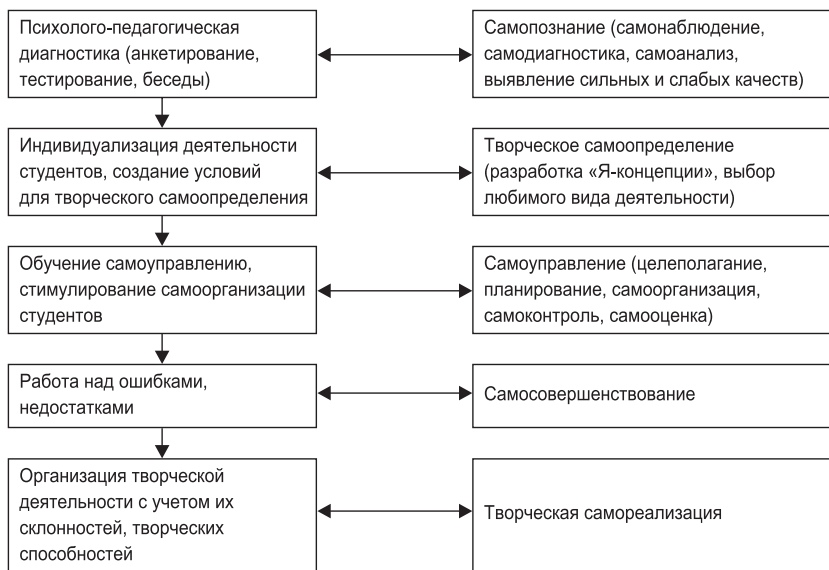 Психолого-педагогическая
диагностика (анкетирование,
тестирование, беседы)
Самопознание (самонаблюдение,
самодиагностика, самоанализ,
выявление сильных и слабых качеств)
Индивидуализация деятельности
студентов, создание условий
для творческого самоопределения
Творческое самоопределение
(разработка «Я-концепции», выбор
любимого вида деятельности)
Обучение самоуправлению,
стимулирование самоорганизации
студентов
Самоуправление (целеполагание,
планирование, самоорганизация,
самоконтроль, самооценка)
Работа над ошибками,
недостатками
Самосовершенствование
Организация творческой
деятельности с учетом их
склонностей, творческих
способностей
Творческая самореализация